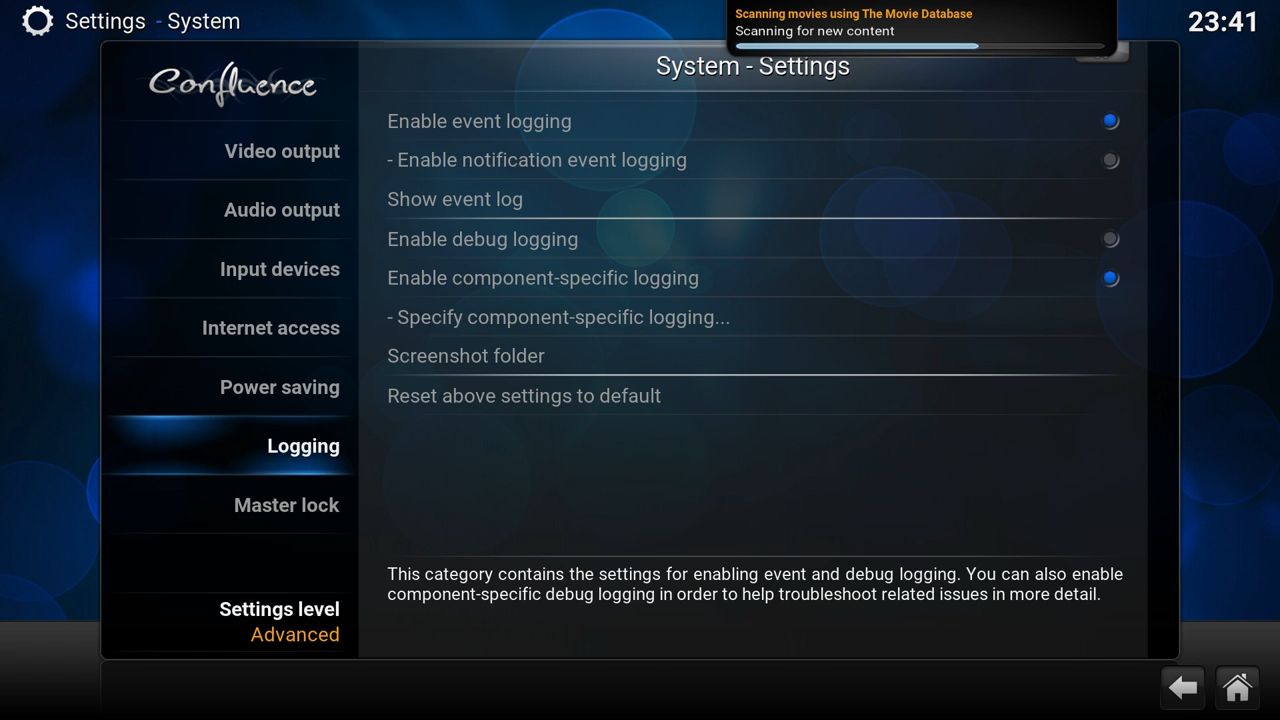 Settings - System
Scanning movies using The Movie Database
Scanning for new content
23:41
Confluence
System - Settings
Video output
Audio output
Input devices
Internet access
Power saving
Logging
Master lock
Settings level
Advanced
Enable event logging
- Enable notification event logging
Show event log
Enable debug logging
Enable component-specific logging
- Specify component-specific logging...
Screenshot folder
Reset above settings to default
This category contains the settings for enabling event and debug logging. You can also enable
component-specific debug logging in order to help troubleshoot related issues in more detail.